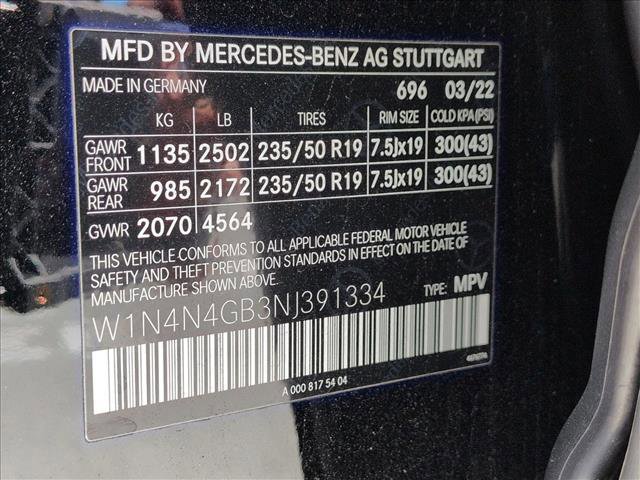 MFD BY MERCEDES-BENZ AG STUTTGART
MADE IN GERMANY 696 03/22
KG LB TIRES RIM SIZE COLD KPA(PSI)
GAWR FRONT 1135 2502 235/50 R19 7.5Jx19 300(43)
GAWR REAR 985 2172 235/50 R19 7.5Jx19 300(43)
GVWR 2070 4564
THIS VEHICLE CONFORMS TO ALL APPLICABLE FEDERAL MOTOR VEHICLE
SAFETY AND THEFT PREVENTION STANDARDS IN EFFECT ON THE DATE OF
MANUFACTURE SHOWN ABOVE.
W1N4N4GB3NJ391334 TYPE: MPV
A 000 817 54 04